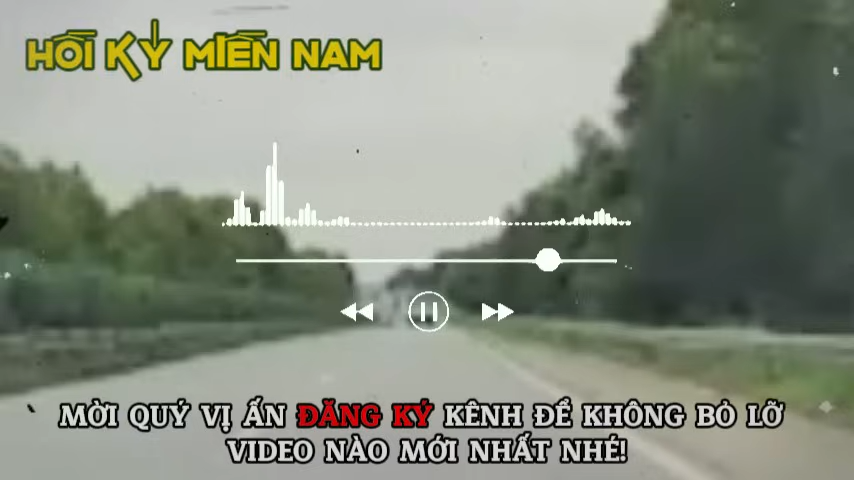 HỒI KÝ MIỀN NAM
MỜI QUÝ VỊ ẤN ĐĂNG KÝ KÊNH ĐỂ KHÔNG BỎ LỠ
VIDEO NÀO MỚI NHẤT NHÉ!